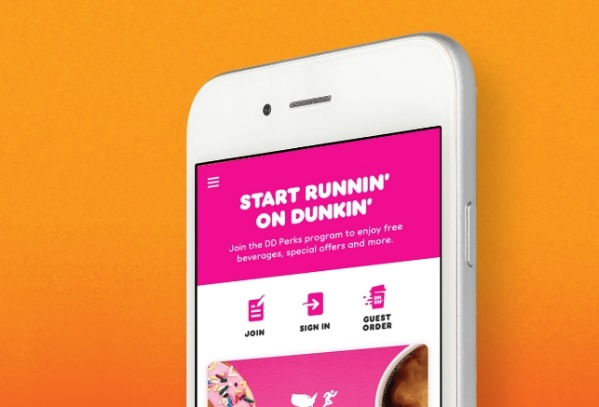 START RUNNIN'
ON DUNKIN'
Join the DD Perks program to enjoy free
beverages, special offers and more.
JOIN
SIGN IN
GUEST
ORDER